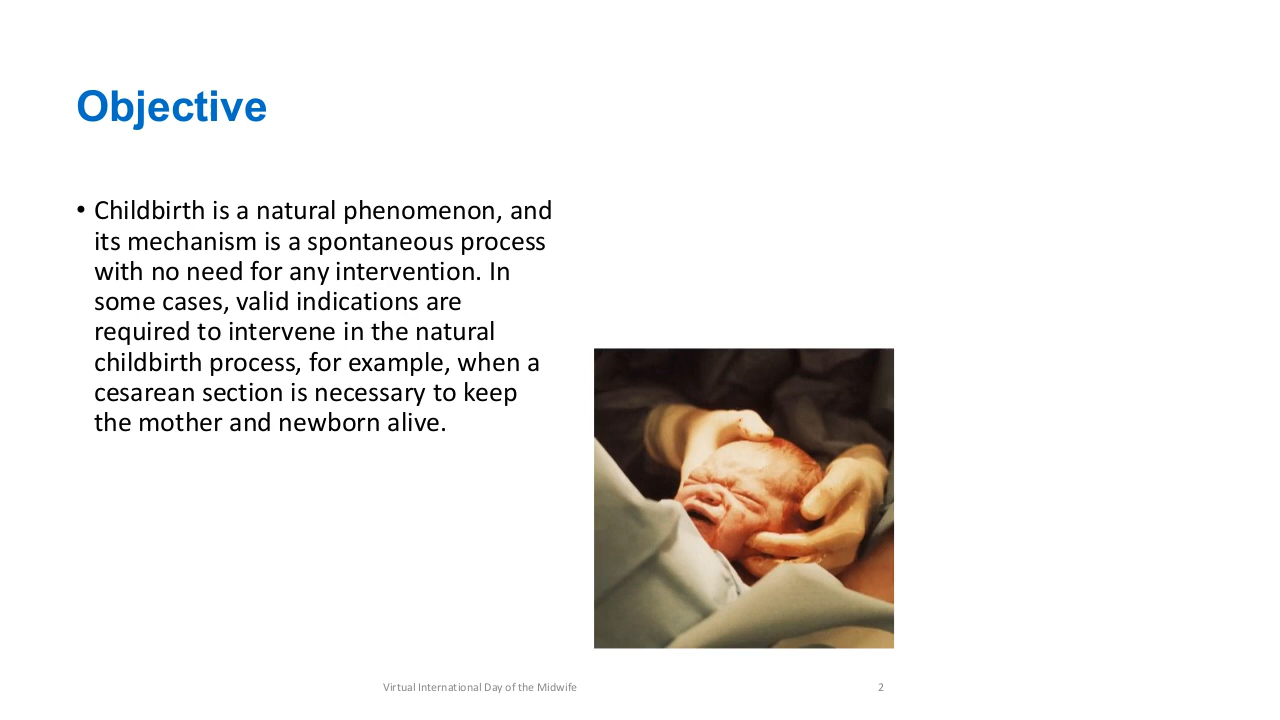 Objective
• Childbirth is a natural phenomenon, and
its mechanism is a spontaneous process
with no need for any intervention. In
some cases, valid indications are
required to intervene in the natural
childbirth process, for example, when a
cesarean section is necessary to keep
the mother and newborn alive.
Virtual International Day of the Midwife
2